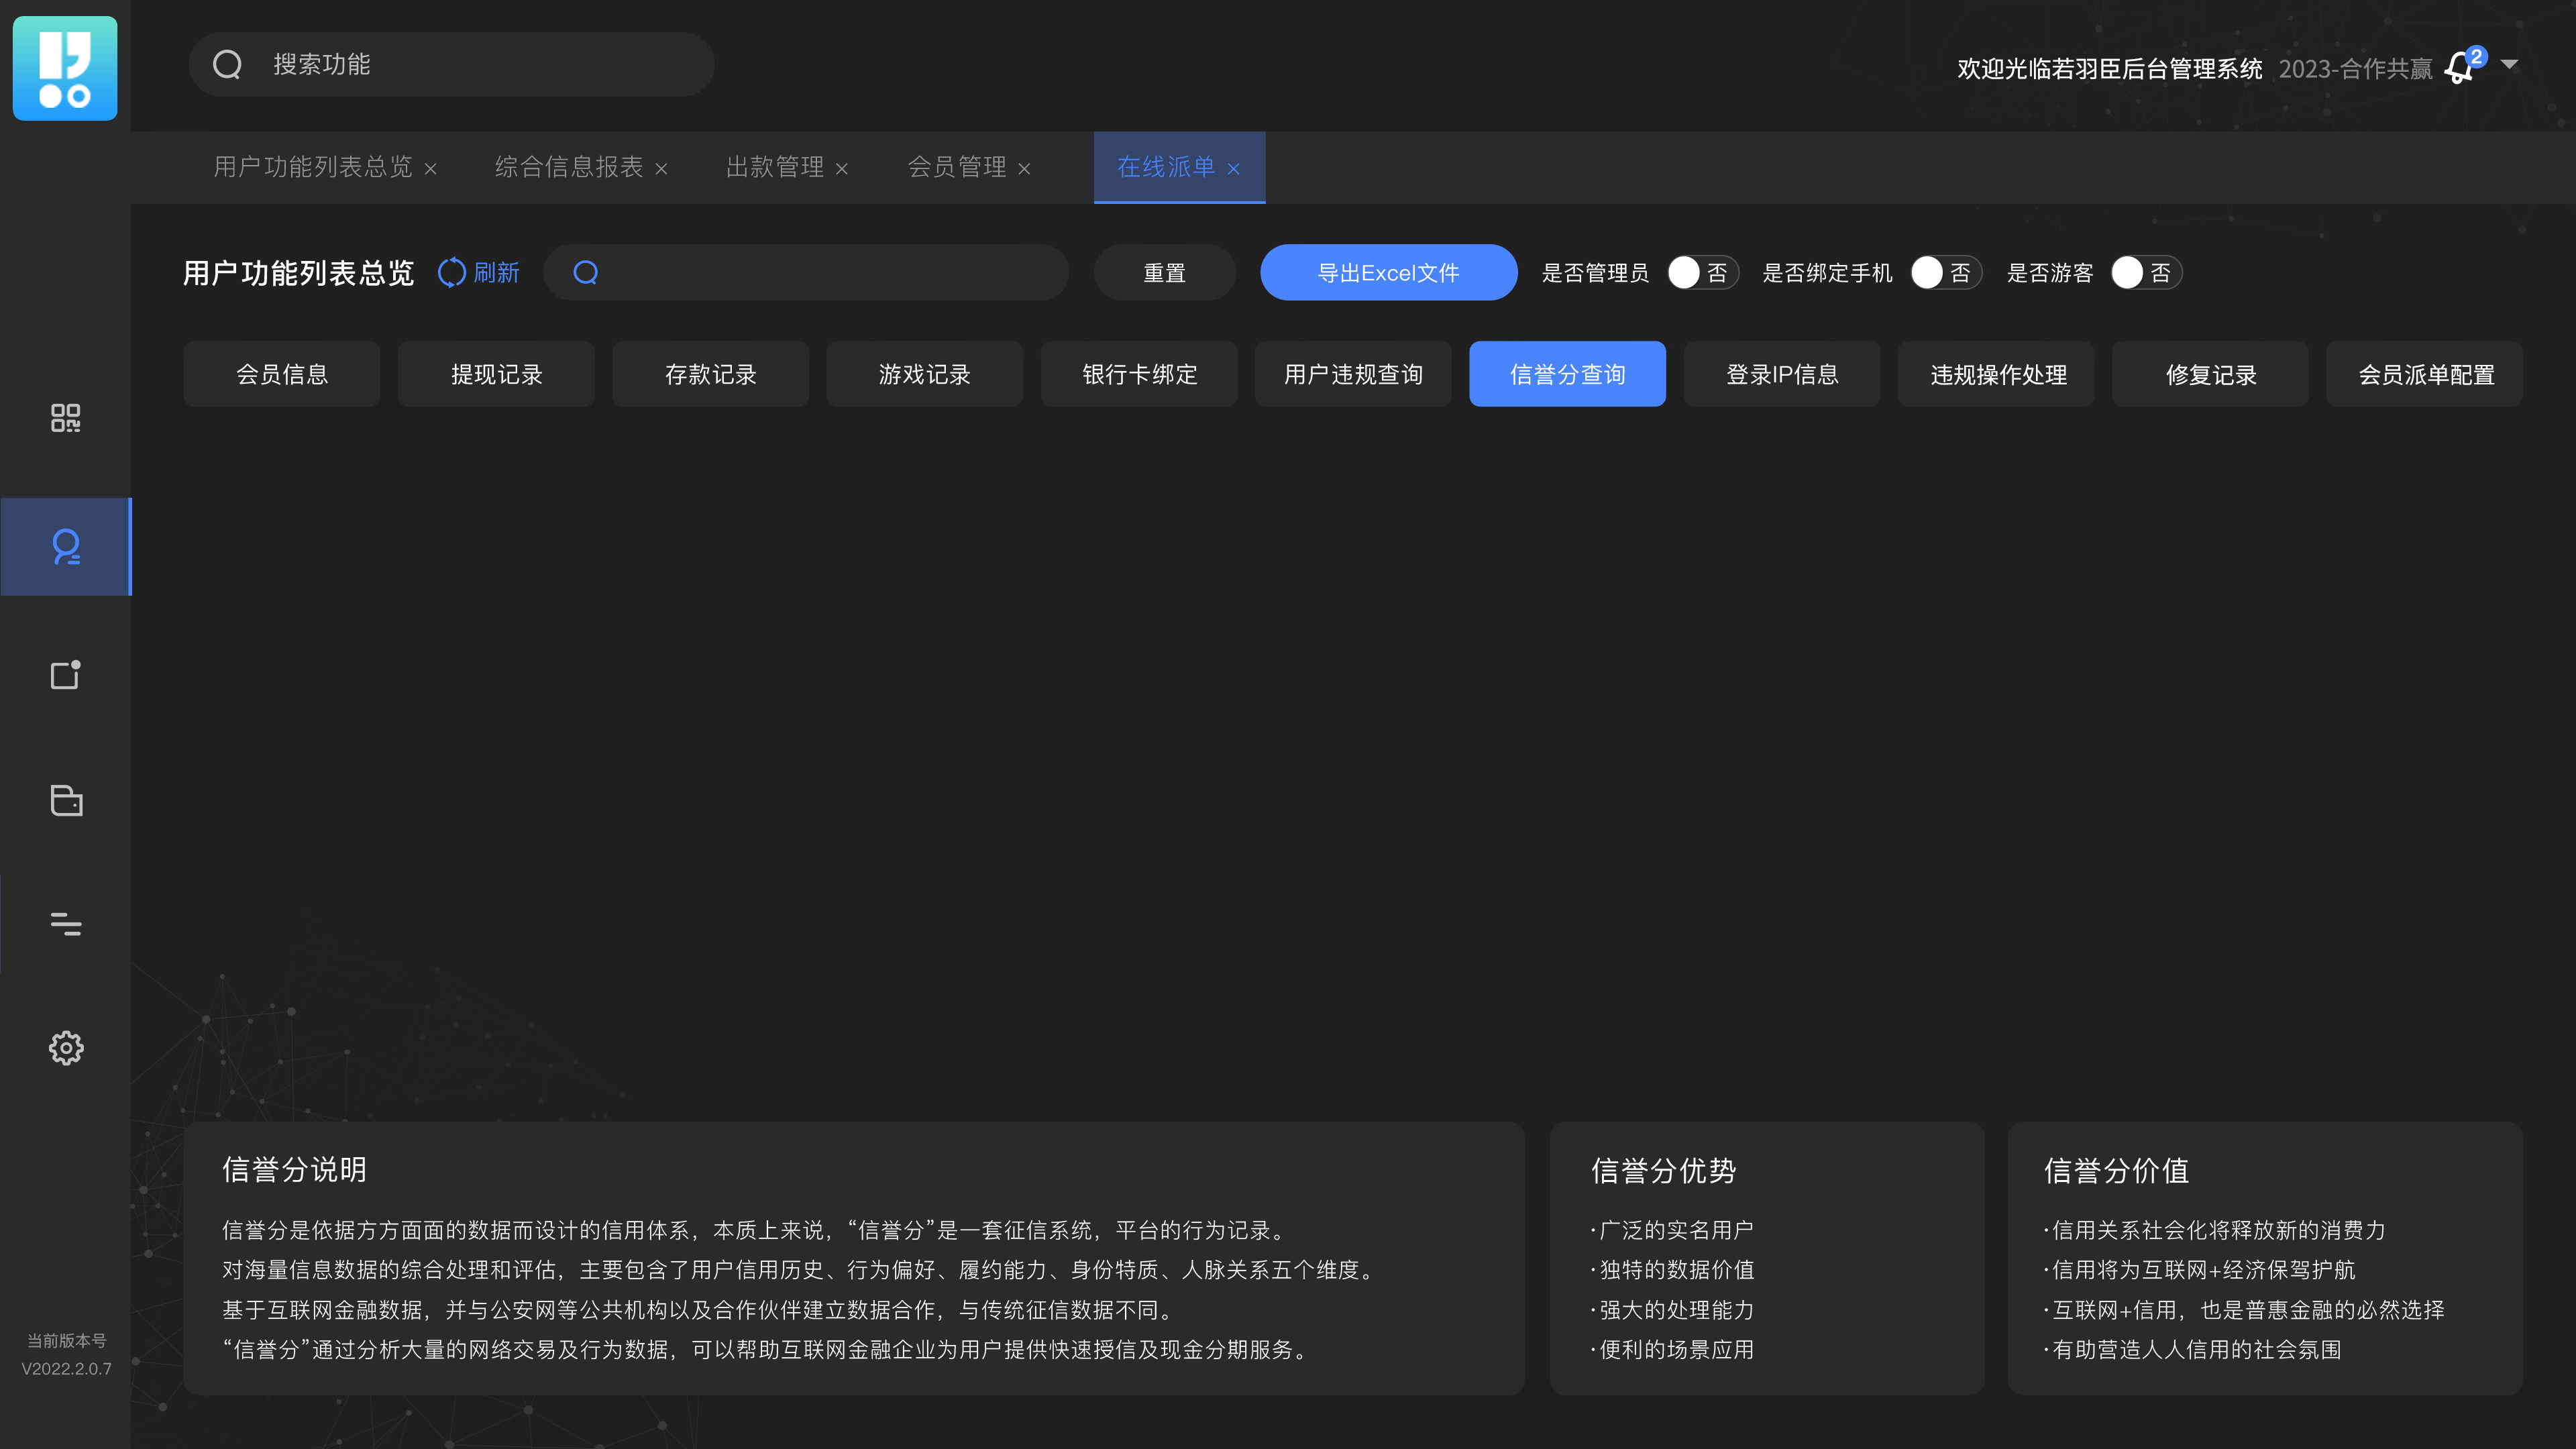 搜索功能
欢迎光临若羽臣后台管理系统 2023-合作共赢 2
用户功能列表总览 × 综合信息报表 × 出款管理 × 会员管理 × 在线派单 ×
用户功能列表总览 刷新 重置 导出Excel文件 是否管理员 否 是否绑定手机 否 是否游客 否
会员信息 提现记录 存款记录 游戏记录 银行卡绑定 用户违规查询 信誉分查询 登录IP信息 违规操作处理 修复记录 会员派单配置
信誉分说明
信誉分是依据方方面面的数据而设计的信用体系，本质上来说，“信誉分”是一套征信系统，平台的行为记录。
对海量信息数据的综合处理和评估，主要包含了用户信用历史、行为偏好、履约能力、身份特质、人脉关系五个维度。
基于互联网金融数据，并与公安网等公共机构以及合作伙伴建立数据合作，与传统征信数据不同。
“信誉分”通过分析大量的网络交易及行为数据，可以帮助互联网金融企业为用户提供快速授信及现金分期服务。
信誉分优势
·广泛的实名用户
·独特的数据价值
·强大的处理能力
·便利的场景应用
信誉分价值
·信用关系社会化将释放新的消费力
·信用将为互联网+经济保驾护航
·互联网+信用，也是普惠金融的必然选择
·有助营造人人信用的社会氛围
当前版本号
V2022.2.0.7